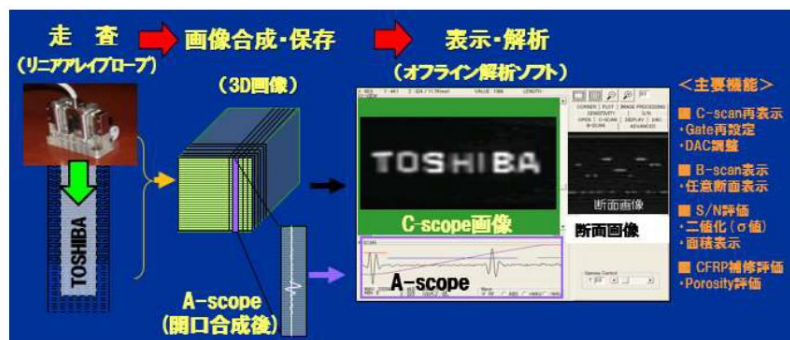 走 査
画像合成・保存
表示・解析
(リニアアレイプローブ)
(3D画像)
(オフライン解析ソフト)
TOSHIBA
A-scope
(開口合成後)
TOSHIBA
C-scope画像
A-scope
断面画像
断面画像
<主要機能>
■ C-scan再表示
・Gate再設定
・DAC調整
■ B-scan表示
・任意断面表示
■ S/N評価
・二値化(σ値)
・面積表示
■ CFRP補修評価
・Porosity評価